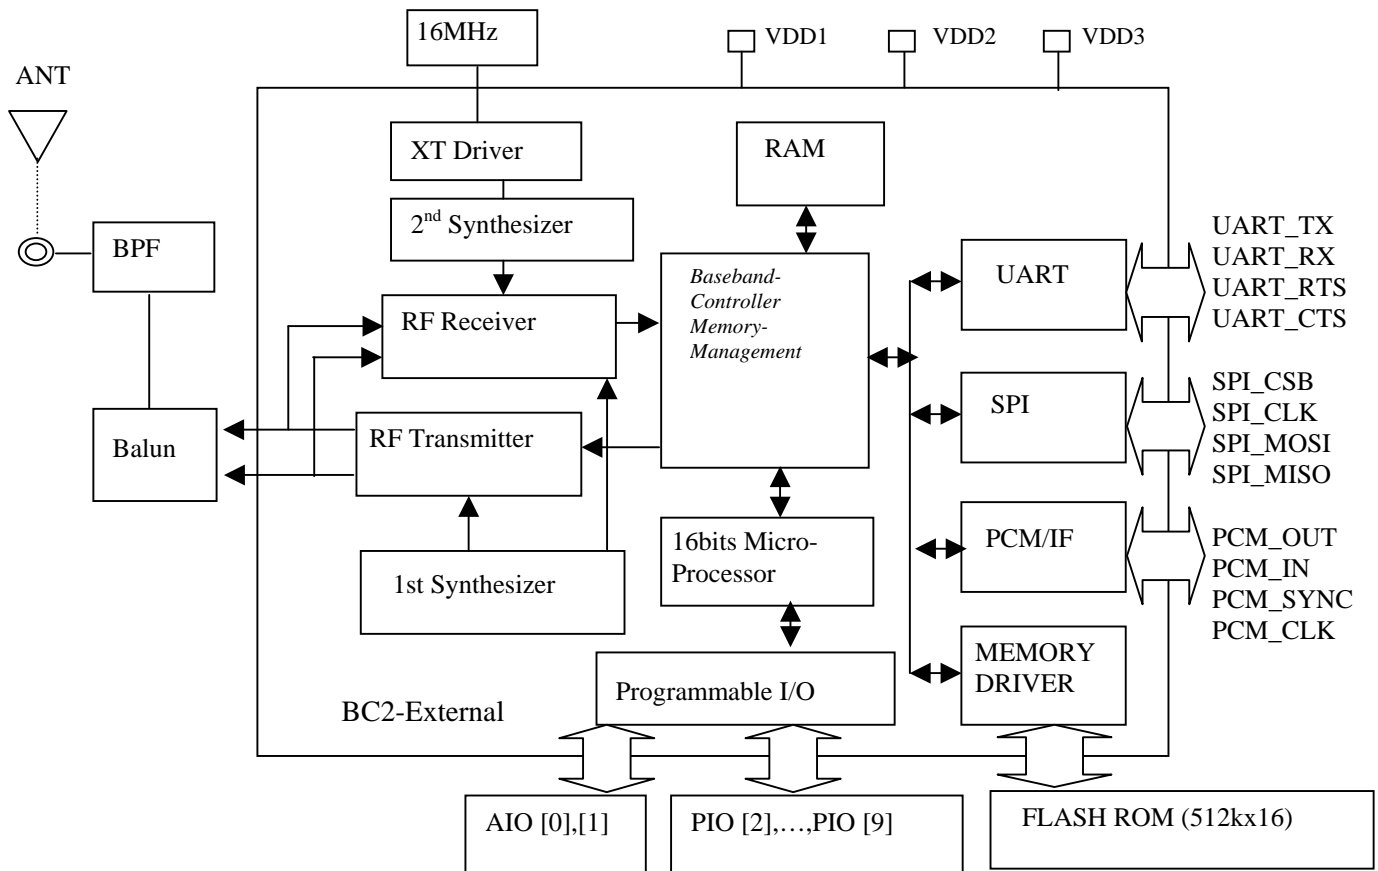 16MHz
VDD1
VDD2
VDD3
ANT
XT Driver
RAM
2nd Synthesizer
BPF
Baseband-
Controller
Memory-
Management
UART
UART_TX
UART_RX
UART_RTS
UART_CTS
RF Receiver
SPI
SPI_CSB
SPI_CLK
SPI_MOSI
SPI_MISO
Balun
RF Transmitter
16bits Micro-
Processor
PCM/IF
PCM_OUT
PCM_IN
PCM_SYNC
PCM_CLK
1st Synthesizer
MEMORY
DRIVER
Programmable I/O
BC2-External
AIO [0],[1]
PIO [2],…,PIO [9]
FLASH ROM (512kx16)